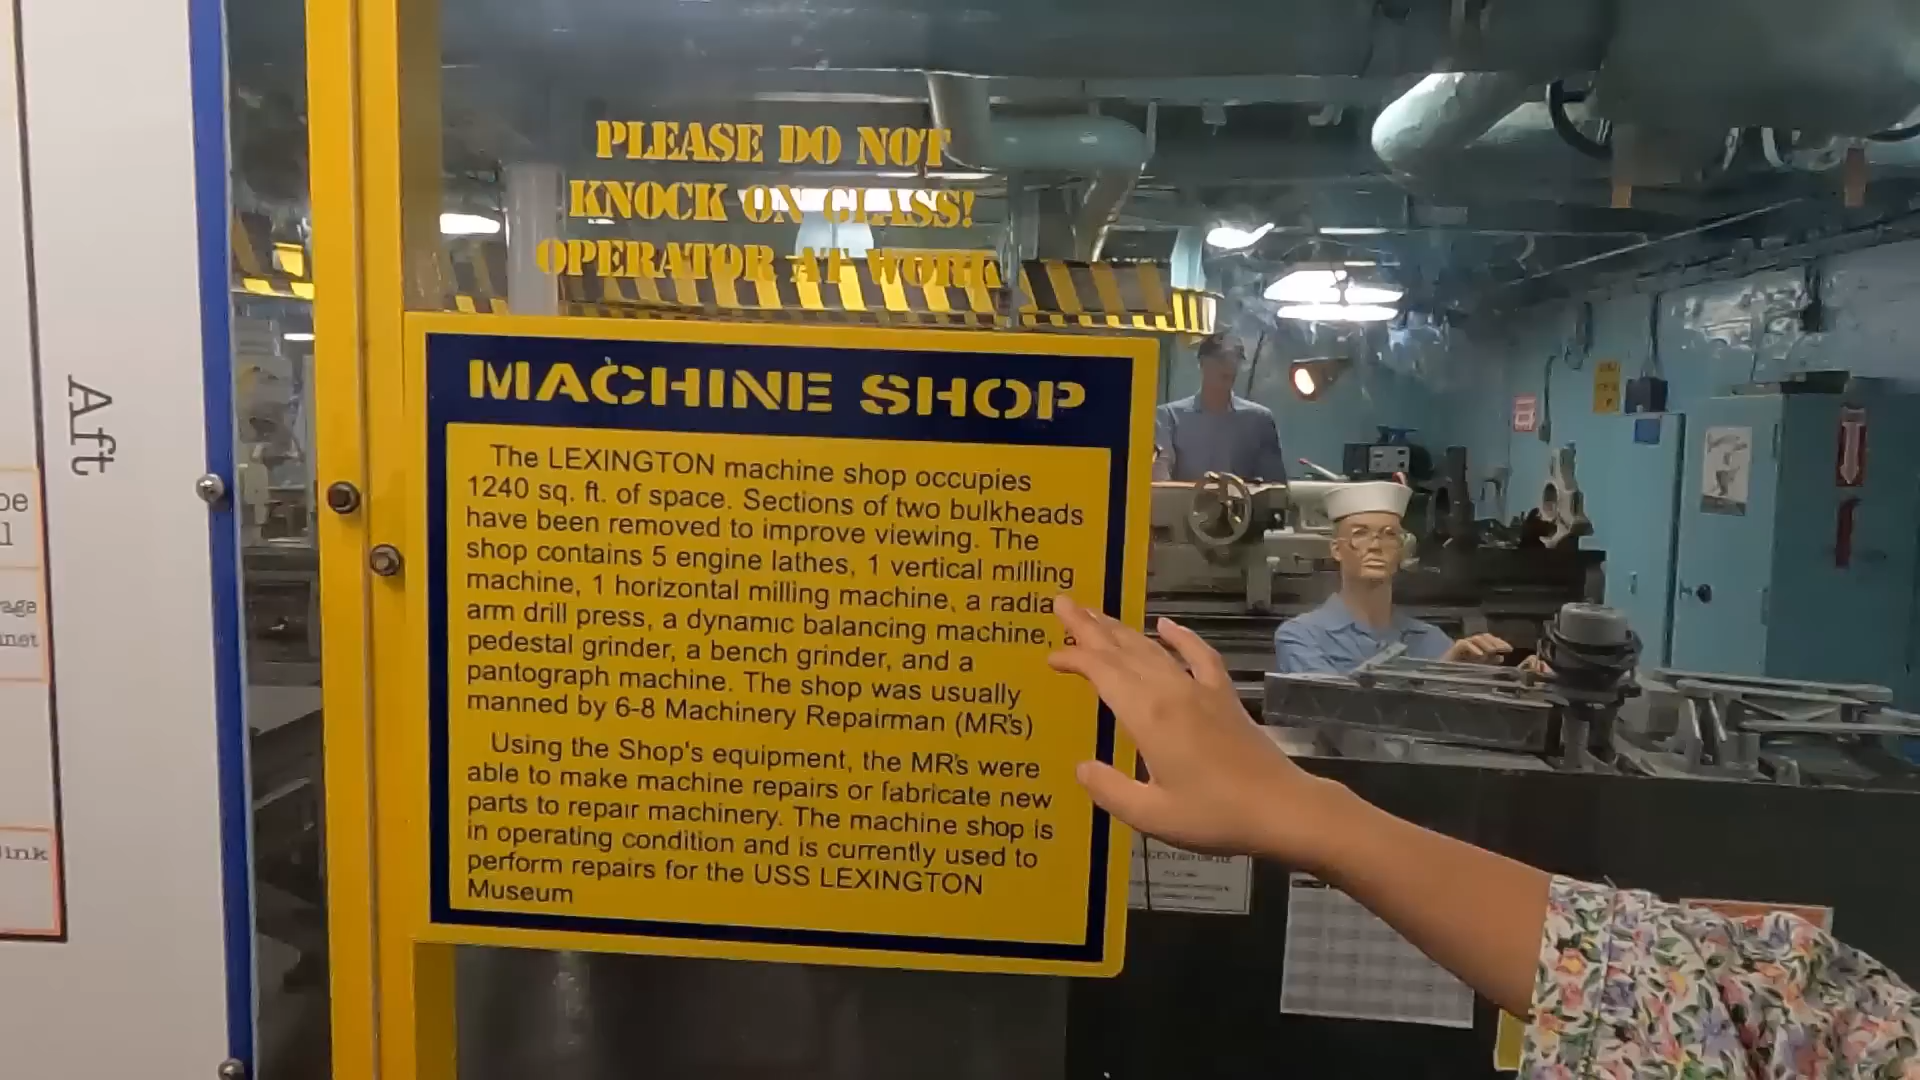 Aft
PLEASE DO NOT
KNOCK ON GLASS!
OPERATOR AT WORK
MACHINE SHOP
The LEXINGTON machine shop occupies
1240 sq. ft. of space. Sections of two bulkheads
have been removed to improve viewing. The
shop contains 5 engine lathes, 1 vertical milling
machine, 1 horizontal milling machine, a radia
arm drill press, a dynamic balancing machine, a
pedestal grinder, a bench grinder, and a
pantograph machine. The shop was usually
manned by 6-8 Machinery Repairman (MR's)
Using the Shop's equipment, the MR's were
able to make machine repairs or fabricate new
parts to repair machinery. The machine shop is
in operating condition and is currently used to
perform repairs for the USS LEXINGTON
Museum